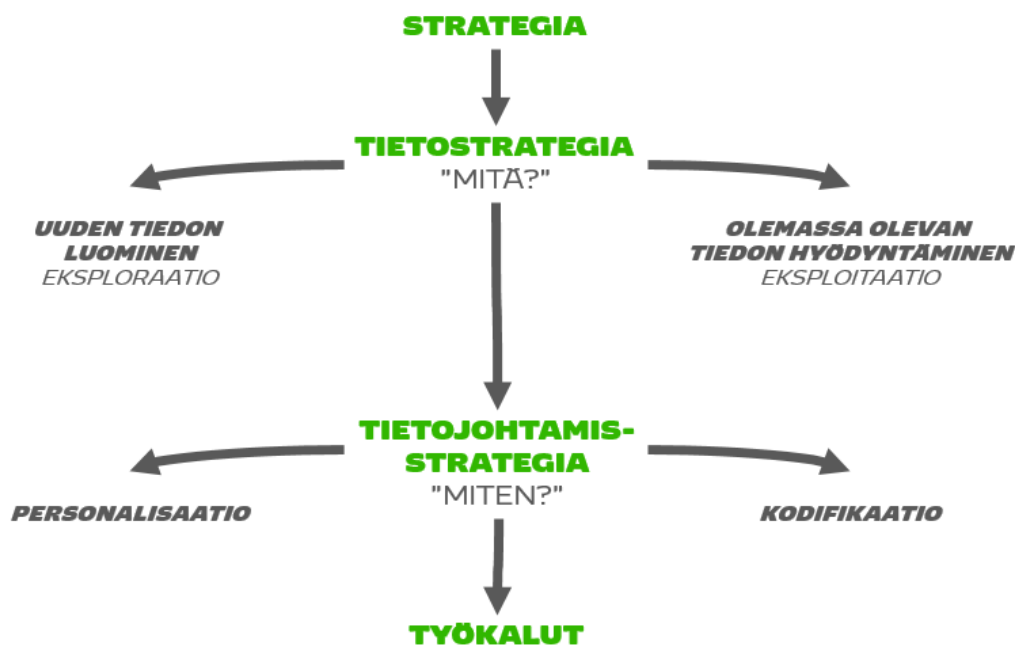 STRATEGIA
TIETOSTRATEGIA
"MITÄ?"
UUDEN TIEDON
LUOMINEN
EKSPLORAATIO
OLEMASSA OLEVAN
TIEDON HYÖDYNTÄMINEN
EKSPLOITAATIO
TIETOJOHTAMIS-
STRATEGIA
"MITEN?"
PERSONALISAATIO
KODIFIKAATIO
TYÖKALUT